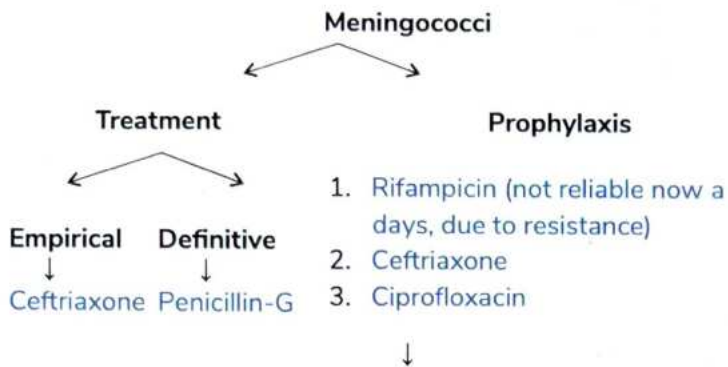 Meningococci
Treatment
Prophylaxis
Empirical
Definitive
Ceftriaxone
Penicillin-G
1. Rifampicin (not reliable now a
days, due to resistance)
2. Ceftriaxone
3. Ciprofloxacin